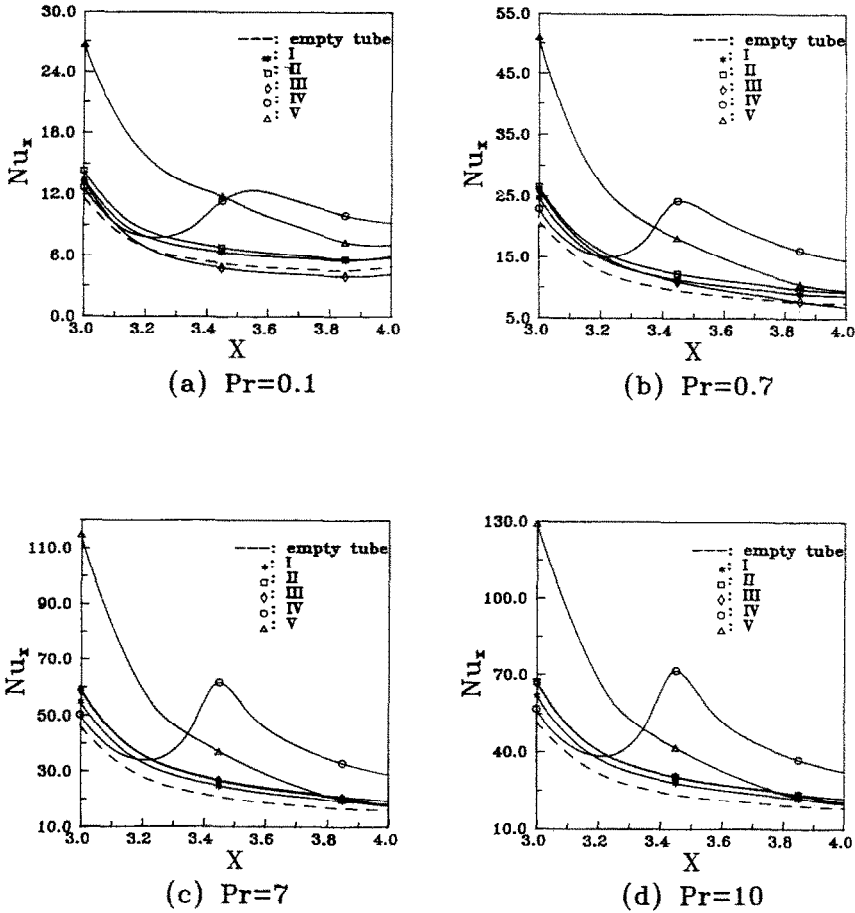 30.0
26.0
22.0
18.0
12.0
6.0
0.0
Nux
---: empty tube
*: I
□: II
◇: III
○: IV
△: V
3.0 3.2 3.4 3.6 3.8 4.0
X
(a) Pr=0.1
55.0
45.0
35.0
25.0
15.0
5.0
Nux
---: empty tube
*: I
□: II
◇: III
○: IV
△: V
3.0 3.2 3.4 3.6 3.8 4.0
X
(b) Pr=0.7
110.0
90.0
70.0
50.0
30.0
10.0
Nux
---: empty tube
*: I
□: II
◇: III
○: IV
△: V
3.0 3.2 3.4 3.6 3.8 4.0
X
(c) Pr=7
130.0
100.0
70.0
40.0
10.0
Nux
---: empty tube
*: I
□: II
◇: III
○: IV
△: V
3.0 3.2 3.4 3.6 3.8 4.0
X
(d) Pr=10